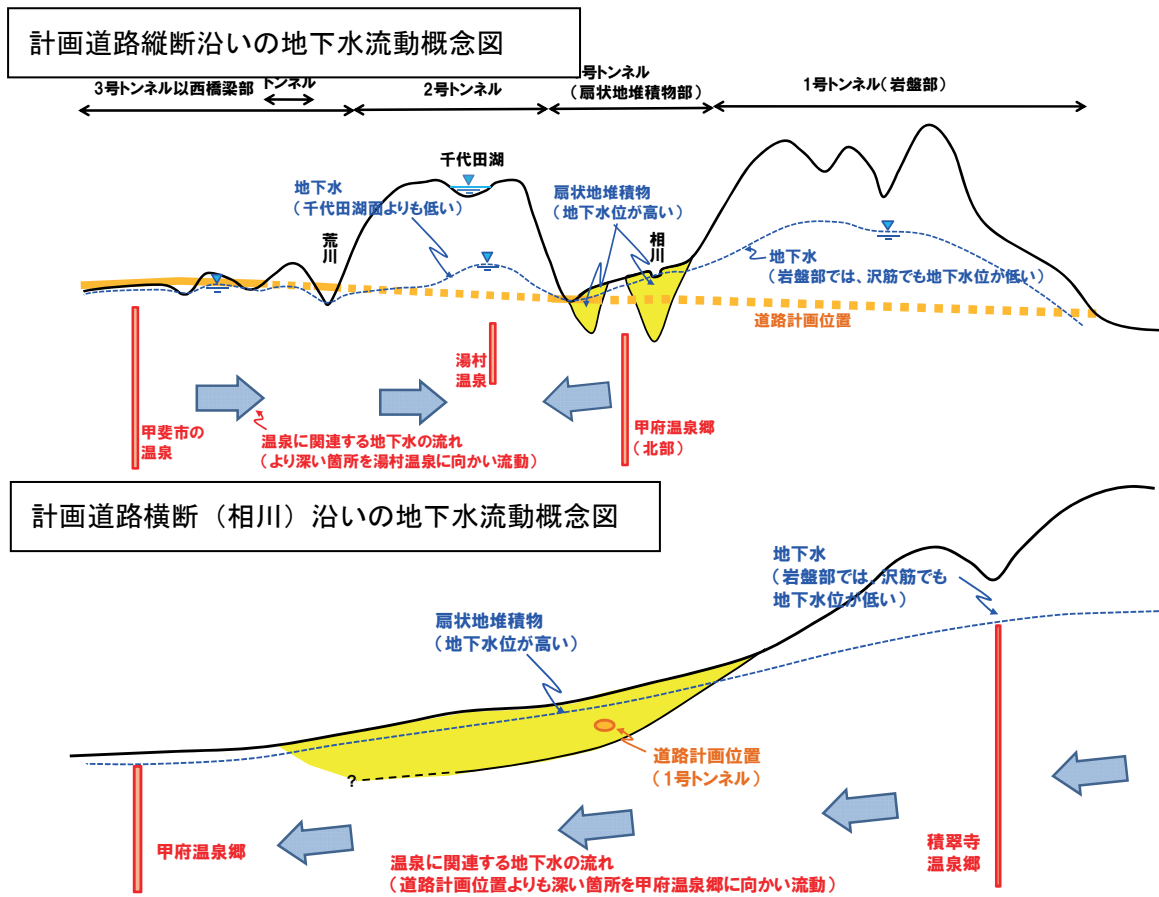 計画道路縦断沿いの地下水流動概念図
3号トンネル以西橋梁部
トンネル
2号トンネル
号トンネル
(扇状地堆積物部)
1号トンネル(岩盤部)
千代田湖
地下水
(千代田湖面よりも低い)
荒川
扇状地堆積物
(地下水位が高い)
相川
地下水
(岩盤部では、沢筋でも地下水位が低い)
道路計画位置
湯村
温泉
甲斐市の
温泉
温泉に関連する地下水の流れ
(より深い箇所を湯村温泉に向かい流動)
甲府温泉郷
(北部)
計画道路横断(相川)沿いの地下水流動概念図
地下水
(岩盤部では、沢筋でも
地下水位が低い)
扇状地堆積物
(地下水位が高い)
道路計画位置
(1号トンネル)
?
甲府温泉郷
積翠寺
温泉郷
温泉に関連する地下水の流れ
(道路計画位置よりも深い箇所を甲府温泉郷に向かい流動)